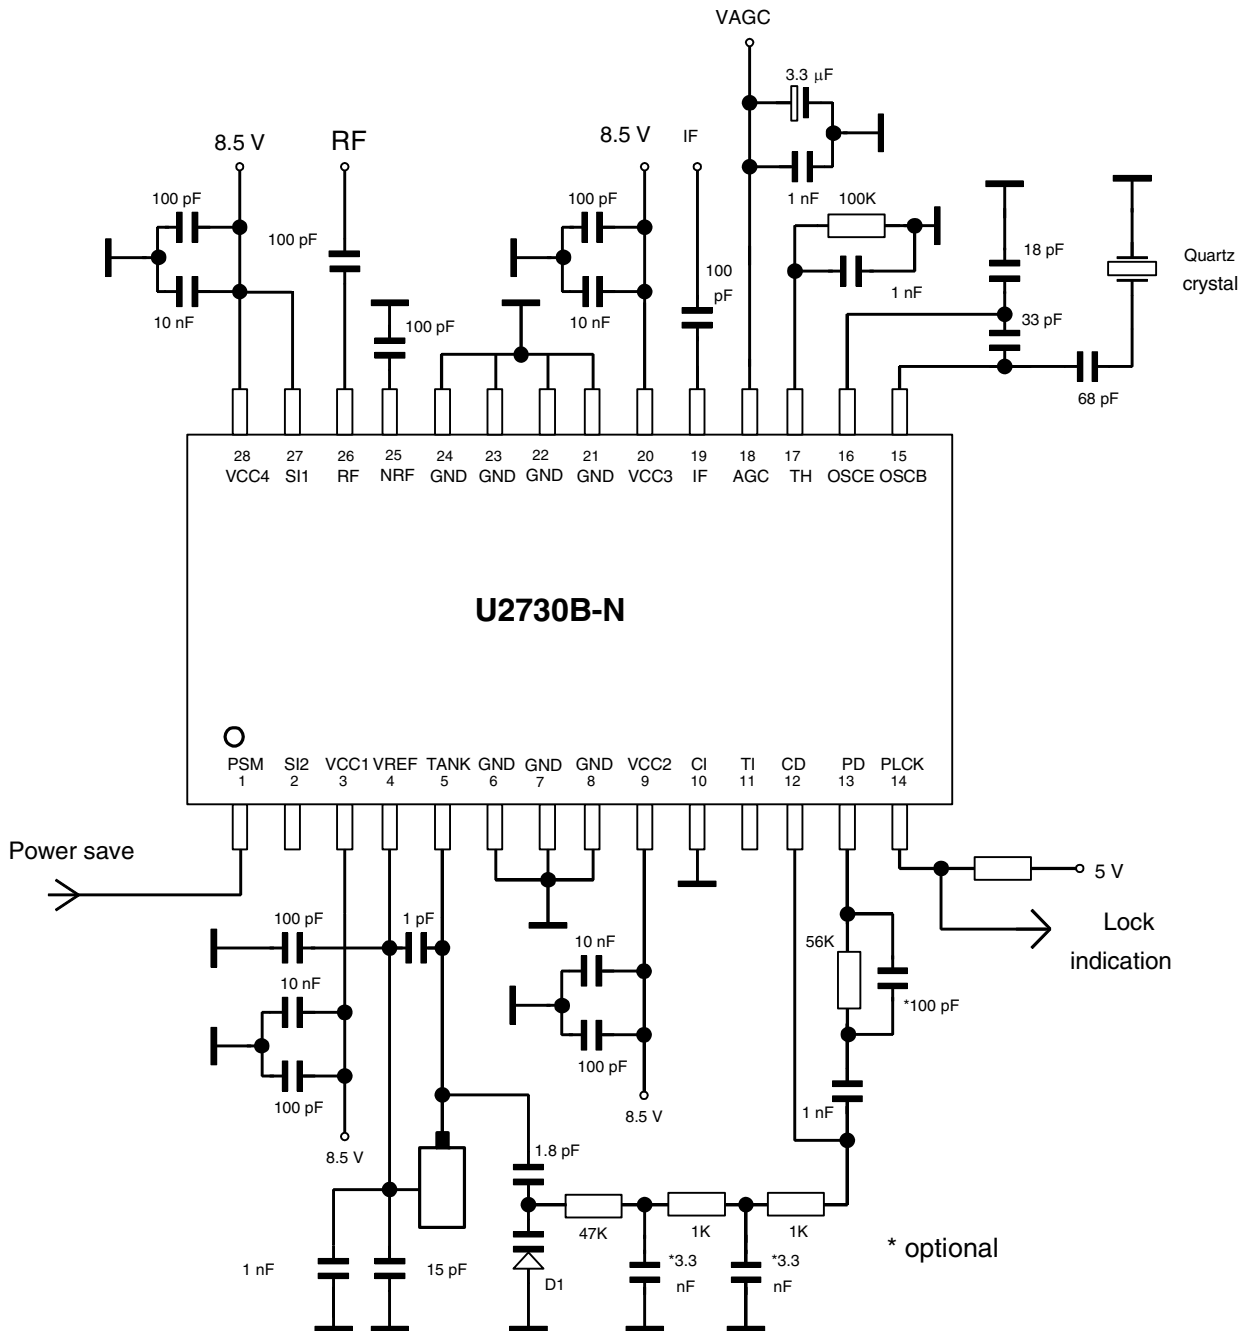 VAGC
3.3 µF
8.5 V
RF
8.5 V
IF
100 pF
100 pF
1 nF
100K
100 pF
100
pF
18 pF
Quartz
crystal
1 nF
10 nF
100 pF
10 nF
33 pF
68 pF
28 27 26 25 24 23 22 21 20 19 18 17 16 15
VCC4 SI1 RF NRF GND GND GND GND VCC3 IF AGC TH OSCE OSCB
U2730B-N
PSM SI2 VCC1 VREF TANK GND GND GND VCC2 CI TI CD PD PLCK
1 2 3 4 5 6 7 8 9 10 11 12 13 14
Power save
5 V
100 pF
1 pF
Lock
indication
10 nF
56K
10 nF
*100 pF
100 pF
100 pF
1 nF
8.5 V
8.5 V
1.8 pF
47K
1K
1K
* optional
1 nF
15 pF
D1
*3.3
nF
*3.3
nF